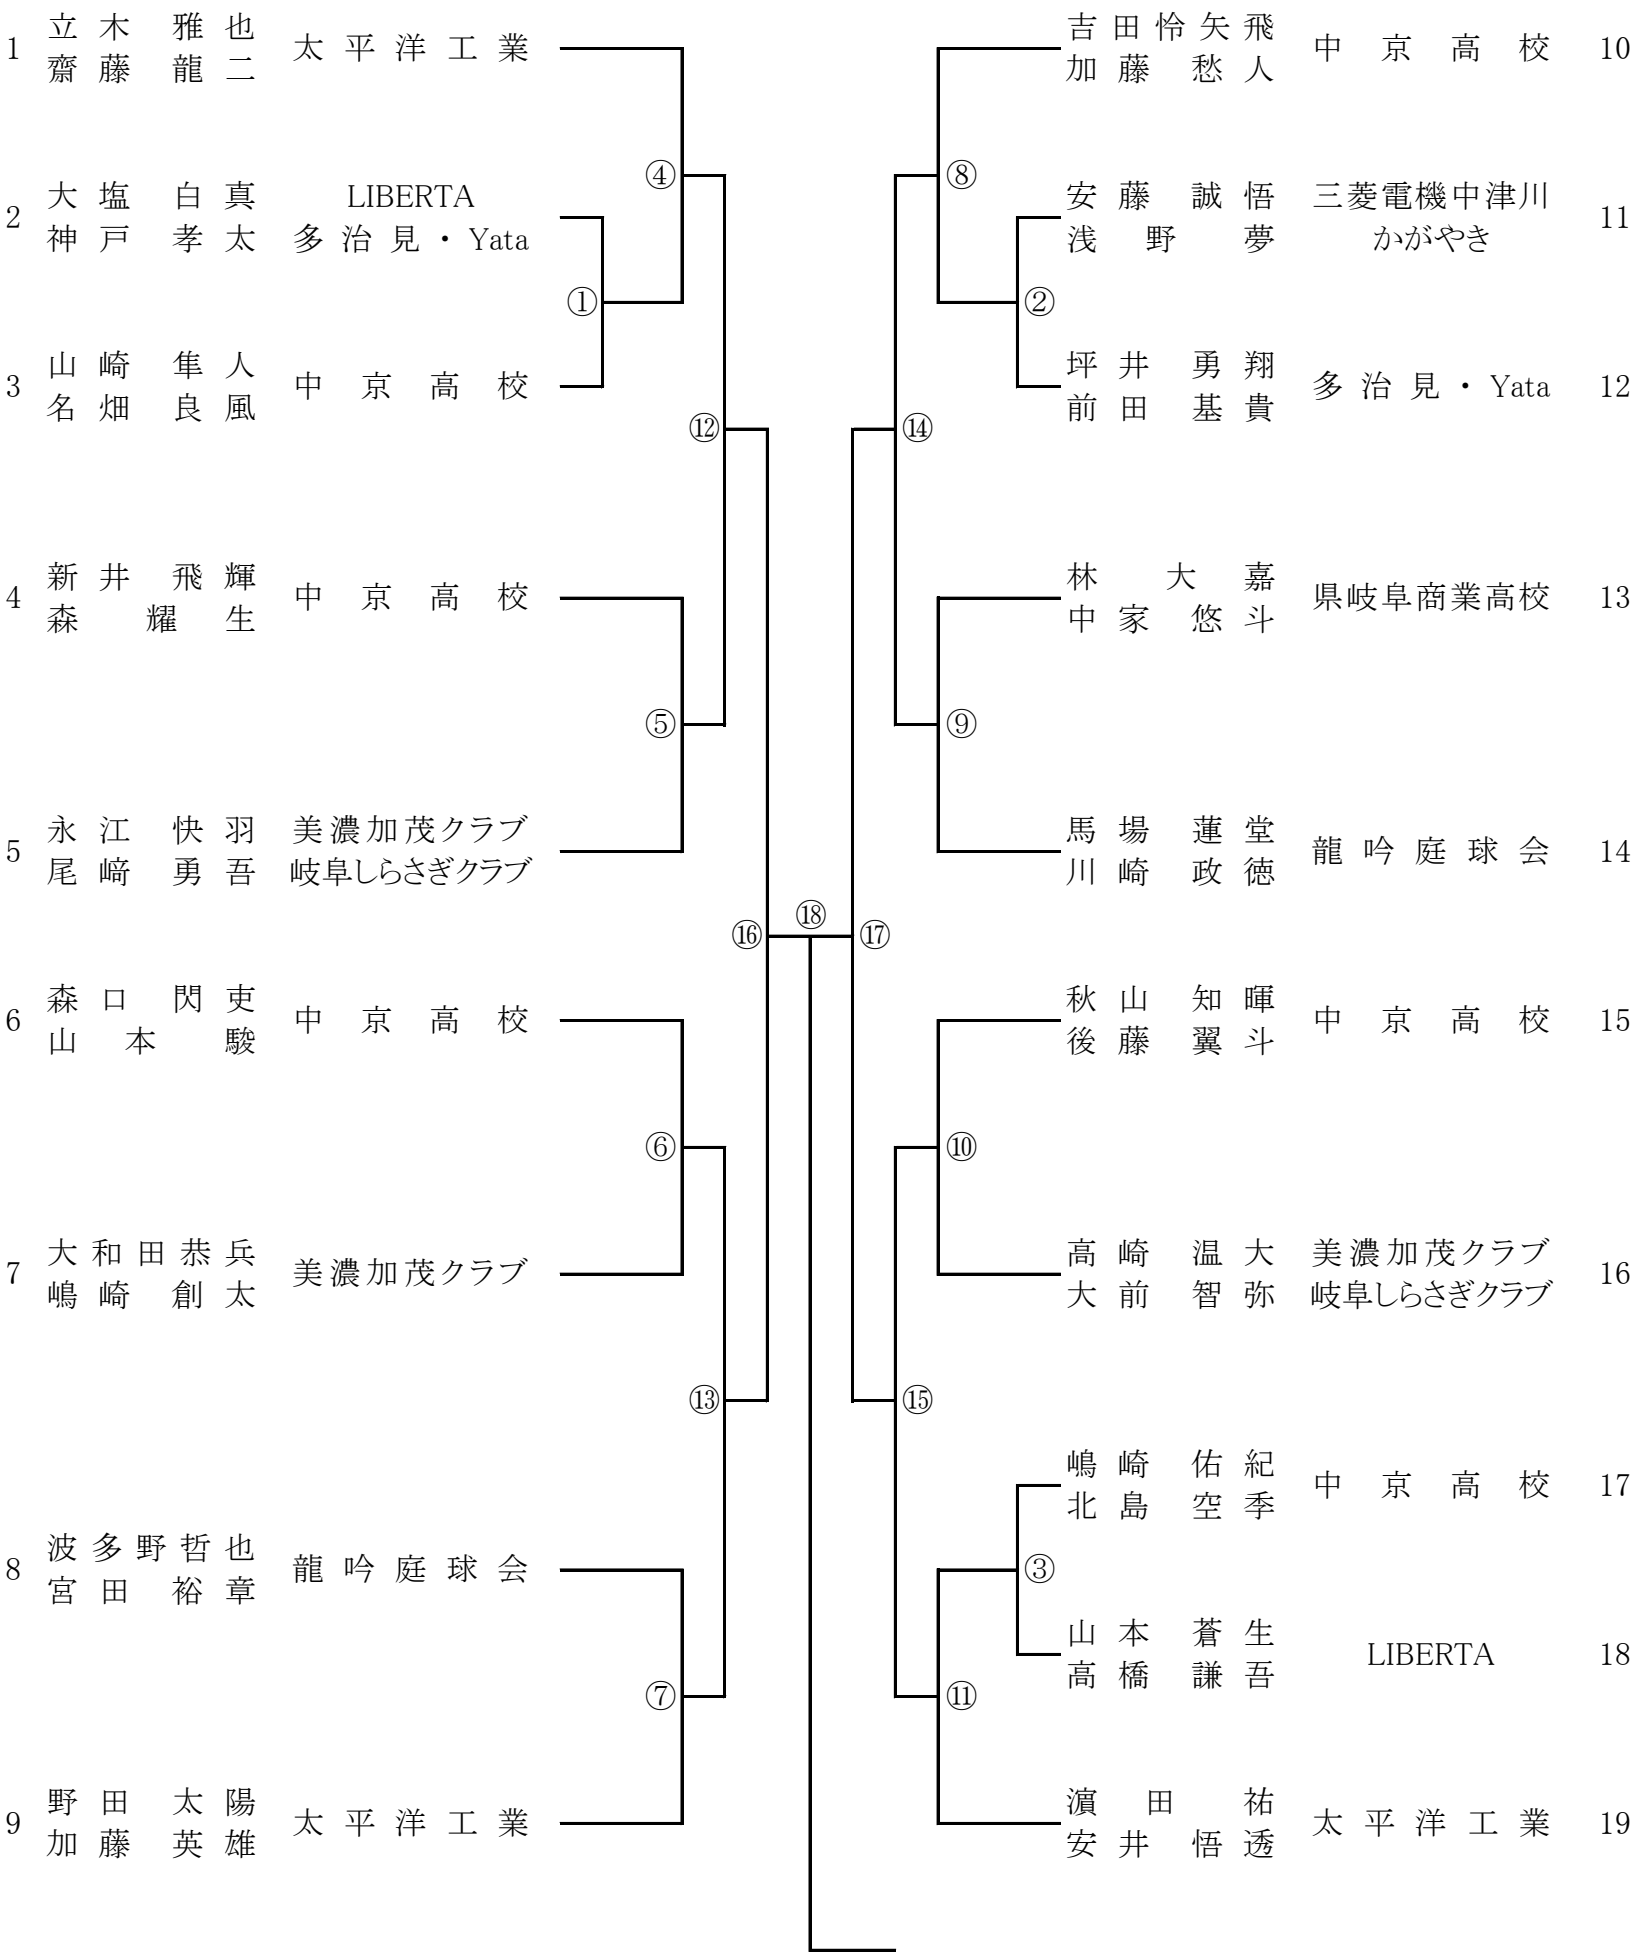 1 立木 雅也 太平洋工業
齋藤 龍二
2 大塩 白真 LIBERTA
神戸 孝太 多治見・Yata
3 山崎 隼人 中京高校
名畑 良風
4 新井 飛輝 中京高校
森 耀生
5 永江 快羽 美濃加茂クラブ
尾﨑 勇吾 岐阜しらさぎクラブ
6 森口 閃吏 中京高校
山本 駿
7 大和田恭兵 美濃加茂クラブ
嶋崎 創太
8 波多野哲也 龍吟庭球会
宮田 裕章
9 野田 太陽 太平洋工業
加藤 英雄
④
①
⑫
⑤
⑯
⑥
⑬
⑦
⑱
⑧
②
⑭
⑨
⑰
⑩
⑮
③
⑪
吉田怜矢飛 中京高校 10
加藤 愁人
安藤 誠悟 三菱電機中津川 11
浅野 夢 かがやき
坪井 勇翔 多治見・Yata 12
前田 基貴
林 大嘉 県岐阜商業高校 13
中家 悠斗
馬場 蓮堂 龍吟庭球会 14
川崎 政徳
秋山 知暉 中京高校 15
後藤 翼斗
高崎 温大 美濃加茂クラブ 16
大前 智弥 岐阜しらさぎクラブ
嶋崎 佑紀 中京高校 17
北島 空季
山本 蒼生 LIBERTA 18
高橋 謙吾
濵田 祐 太平洋工業 19
安井 悟透